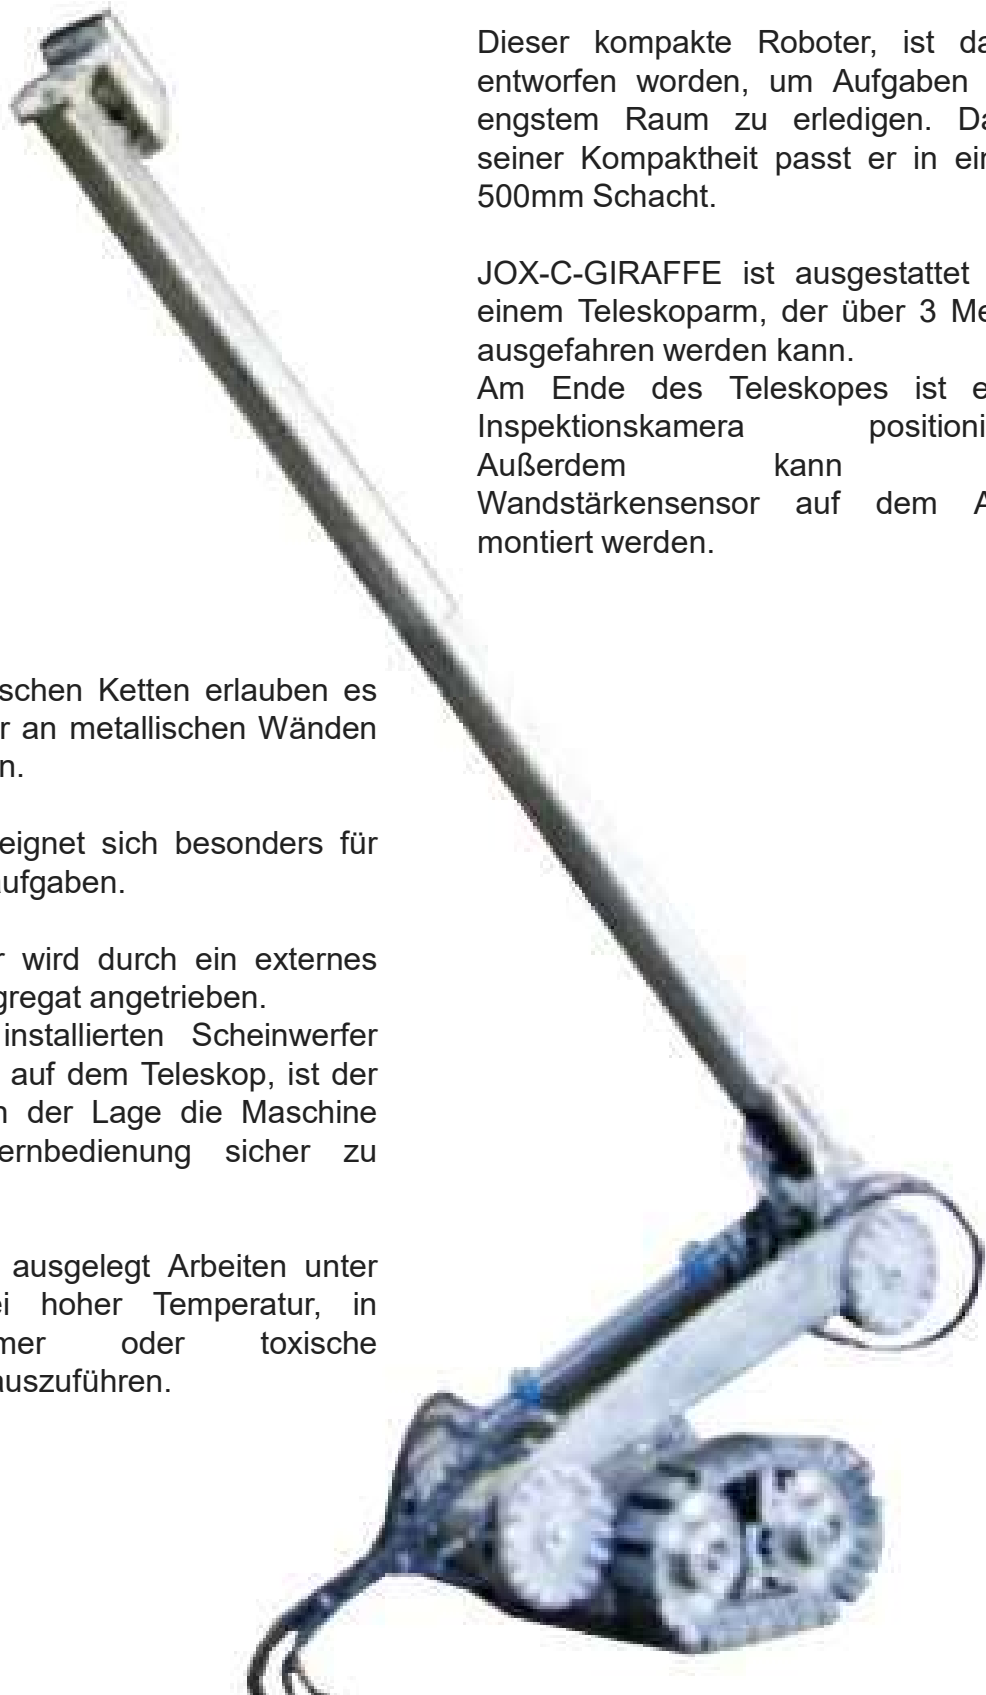 Dieser kompakte Roboter, ist da
entworfen worden, um Aufgaben
engstem Raum zu erledigen. Da
seiner Kompaktheit passt er in ein
500mm Schacht.
JOX-C-GIRAFFE ist ausgestattet
einem Teleskoparm, der über 3 Me
ausgefahren werden kann.
Am Ende des Teleskopes ist e
Inspektionskamera position
Außerdem kann
Wandstärkensensor auf dem A
montiert werden.
schen Ketten erlauben es
r an metallischen Wänden
n.
eignet sich besonders für
aufgaben.
r wird durch ein externes
gregat angetrieben.
installierten Scheinwerfer
auf dem Teleskop, ist der
n der Lage die Maschine
ernbedienung sicher zu
ausgelegt Arbeiten unter
ei hoher Temperatur, in
mer oder toxische
auszuführen.